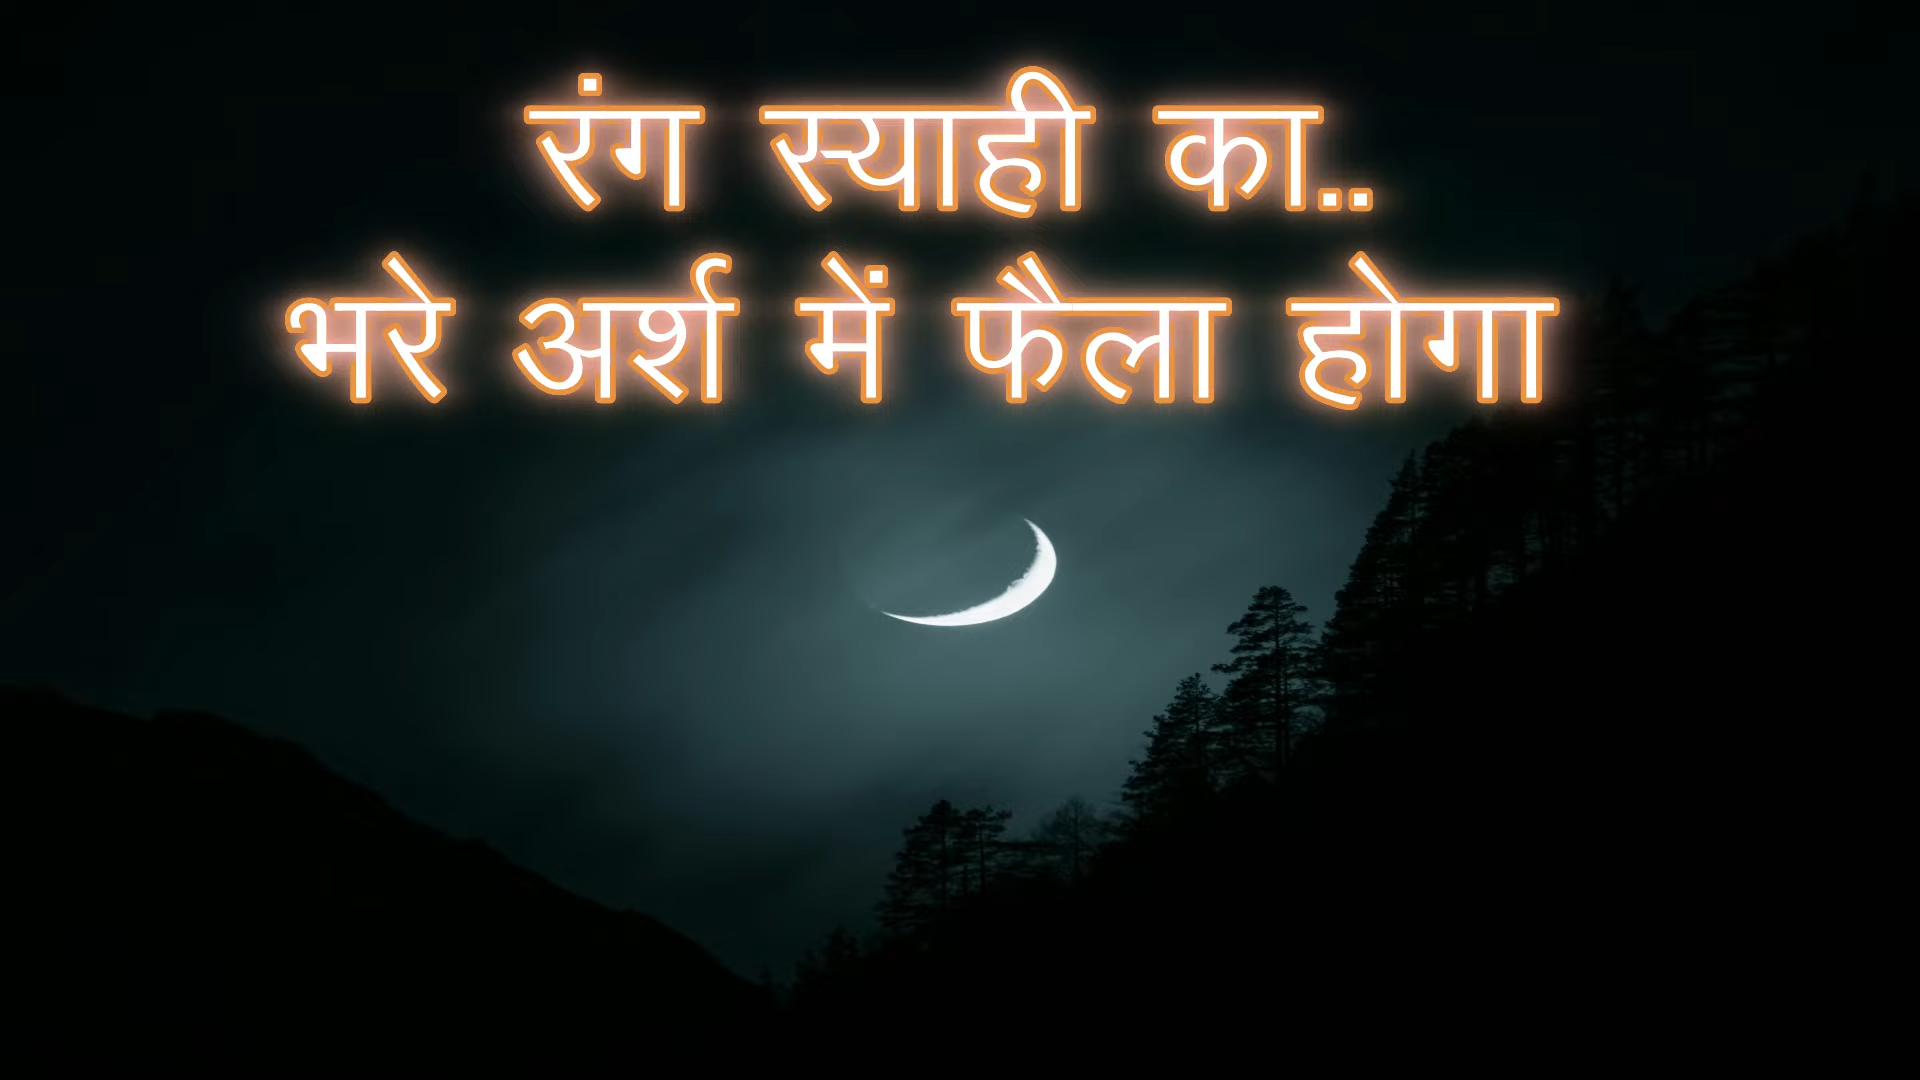 रंग स्याही का..
भरे अर्श में फैला होगा